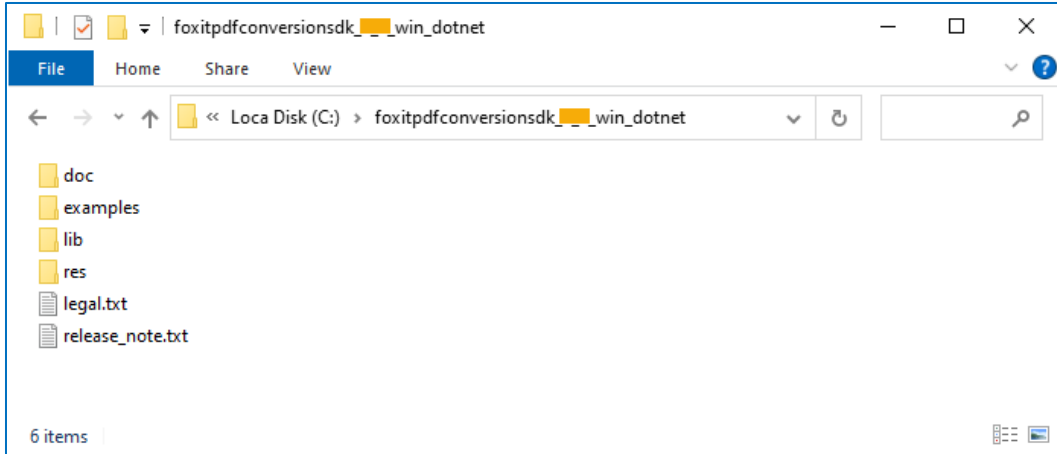 foxitpdfconversionsdk_ _ _win_dotnet
File Home Share View
« Loca Disk (C:) › foxitpdfconversionsdk_ _ _win_dotnet
doc
examples
lib
res
legal.txt
release_note.txt
6 items